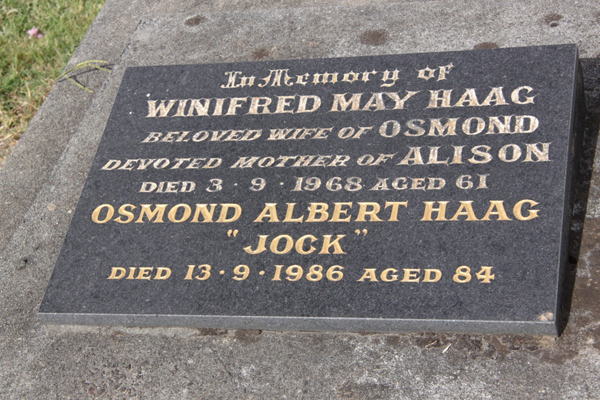 In Memory of
WINIFRED MAY HAAG
BELOVED WIFE OF OSMOND
DEVOTED MOTHER OF ALISON
DIED 3 · 9 · 1968 AGED 61
OSMOND ALBERT HAAG
"JOCK"
DIED 13 · 9 · 1986 AGED 84